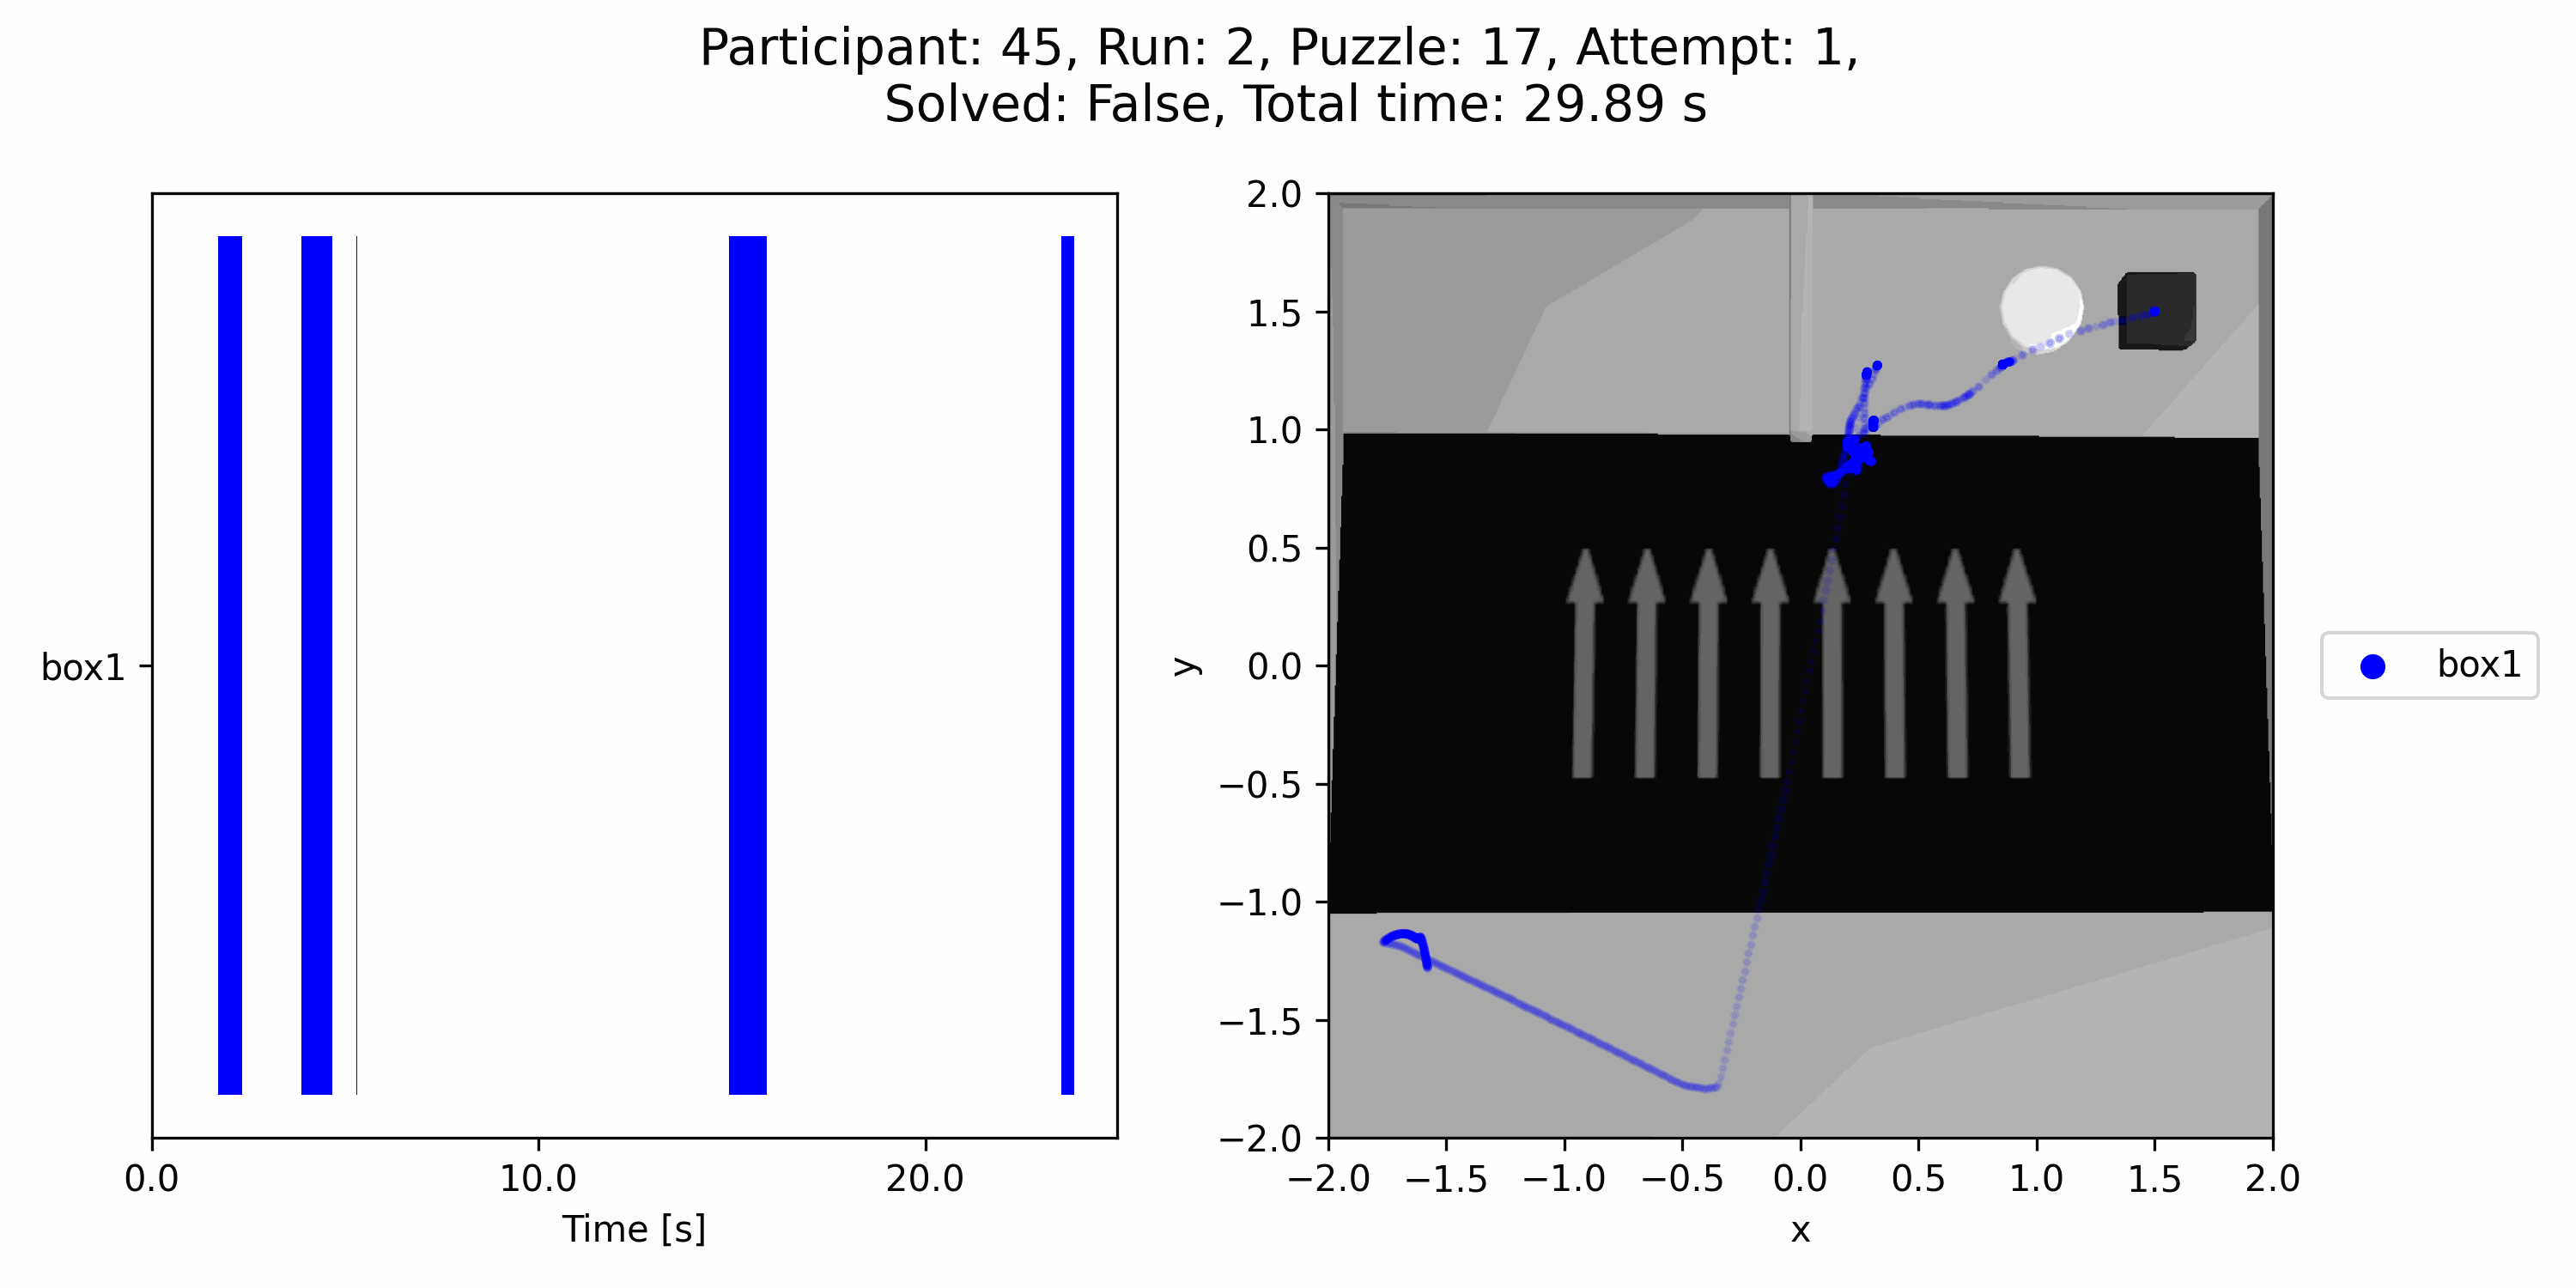 Participant: 45, Run: 2, Puzzle: 17, Attempt: 1,
Solved: False, Total time: 29.89 s
box1
0.0 10.0 20.0
Time [s]
2.0
1.5
1.0
0.5
0.0
−0.5
−1.0
−1.5
−2.0
y
−2.0 −1.5 −1.0 −0.5 0.0 0.5 1.0 1.5 2.0
x
box1